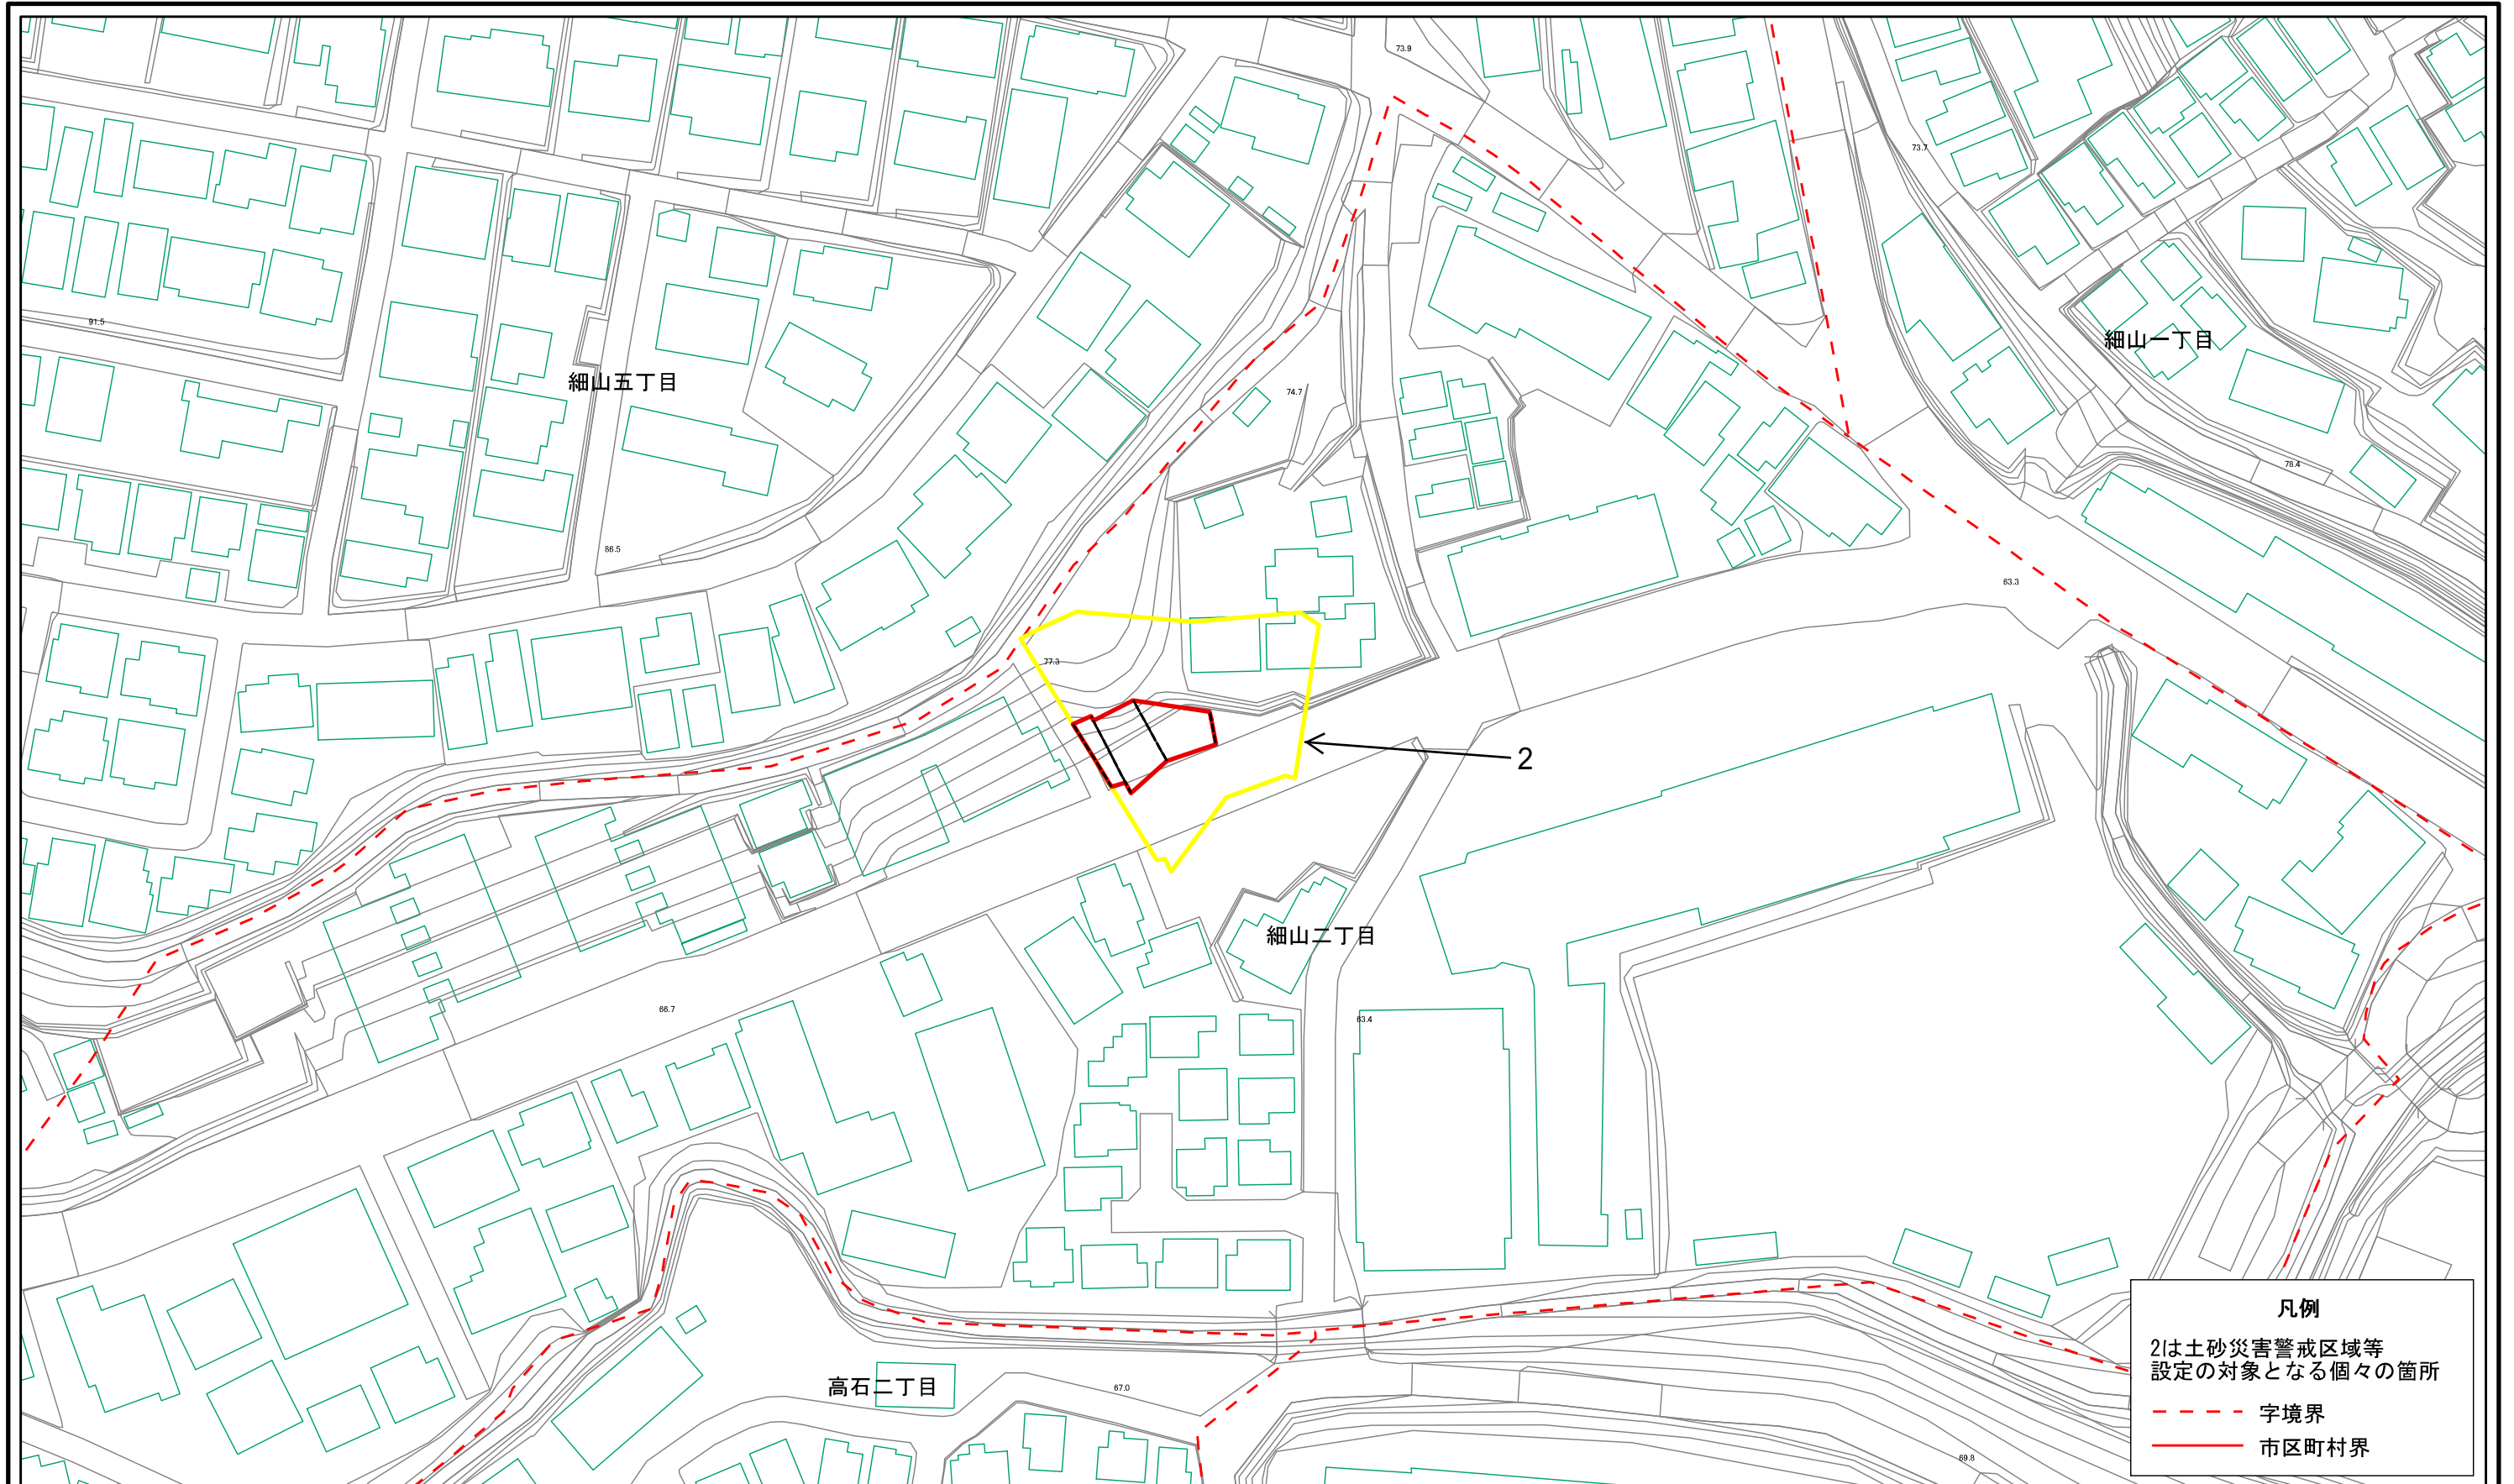 73.9
73.7
91.5
細山一丁目
細山五丁目
74.7
78.4
86.5
63.3
77.3
2
細山二丁目
66.7
63.4
高石二丁目
67.0
69.8
凡例
2は土砂災害警戒区域等
設定の対象となる個々の箇所
字境界
市区町村界